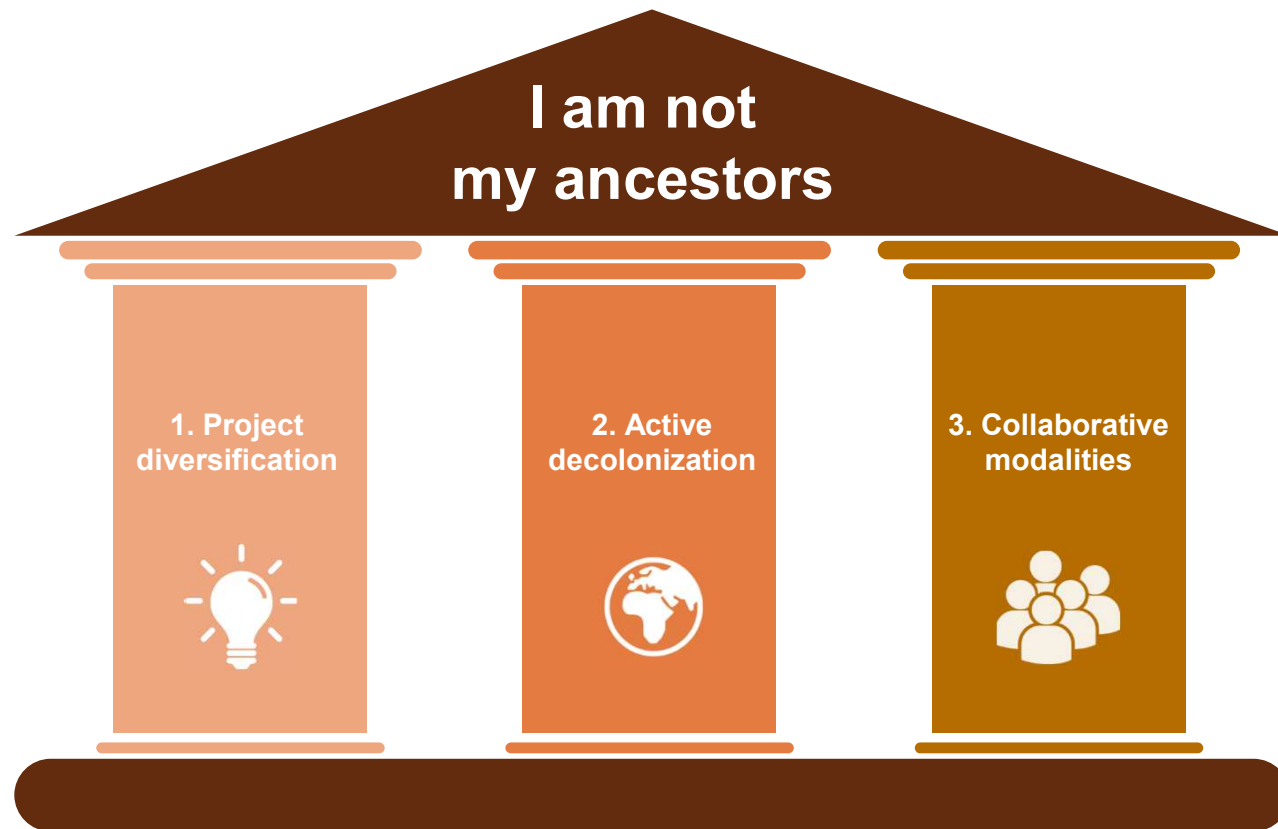 I am not
my ancestors
1. Project
diversification
2. Active
decolonization
3. Collaborative
modalities